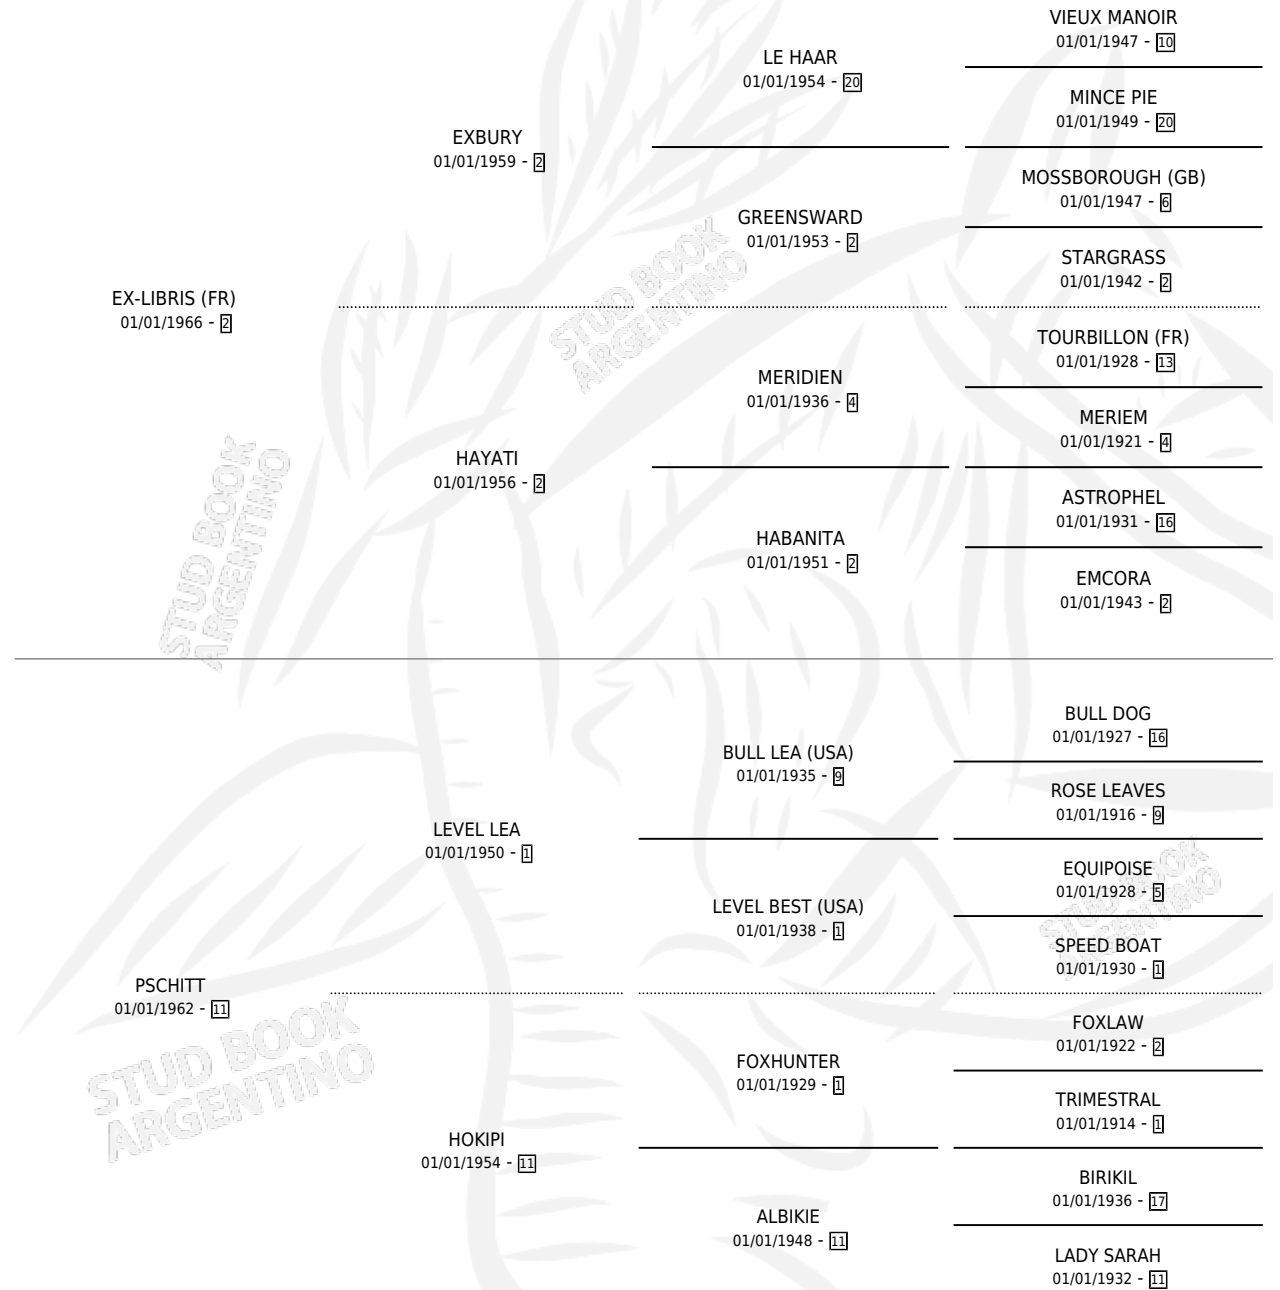 VIEUX MANOIR
01/01/1947 - 10
LE HAAR
01/01/1954 - 20
MINCE PIE
01/01/1949 - 20
EXBURY
01/01/1959 - 2
MOSSBOROUGH (GB)
01/01/1947 - 6
GREENSWARD
01/01/1953 - 2
STARGRASS
01/01/1942 - 2
EX-LIBRIS (FR)
01/01/1966 - 2
STUD BOOK
ARGENTINO
TOURBILLON (FR)
01/01/1928 - 13
MERIDIEN
01/01/1936 - 4
MERIEM
01/01/1921 - 4
HAYATI
01/01/1956 - 2
ASTROPHEL
01/01/1931 - 16
HABANITA
01/01/1951 - 2
EMCORA
01/01/1943 - 2
STUD BOOK
ARGENTINO
BULL DOG
01/01/1927 - 16
BULL LEA (USA)
01/01/1935 - 9
ROSE LEAVES
01/01/1916 - 9
LEVEL LEA
01/01/1950 - 1
EQUIPOISE
01/01/1928 - 5
LEVEL BEST (USA)
01/01/1938 - 1
STUD BOOK
ARGENTINO
SPEED BOAT
01/01/1930 - 1
PSCHITT
01/01/1962 - 11
FOXLAW
01/01/1922 - 2
FOXHUNTER
01/01/1929 - 1
TRIMESTRAL
01/01/1914 - 1
STUD BOOK
ARGENTINO
HOKIPI
01/01/1954 - 11
BIRIKIL
01/01/1936 - 17
ALBIKIE
01/01/1948 - 11
LADY SARAH
01/01/1932 - 11